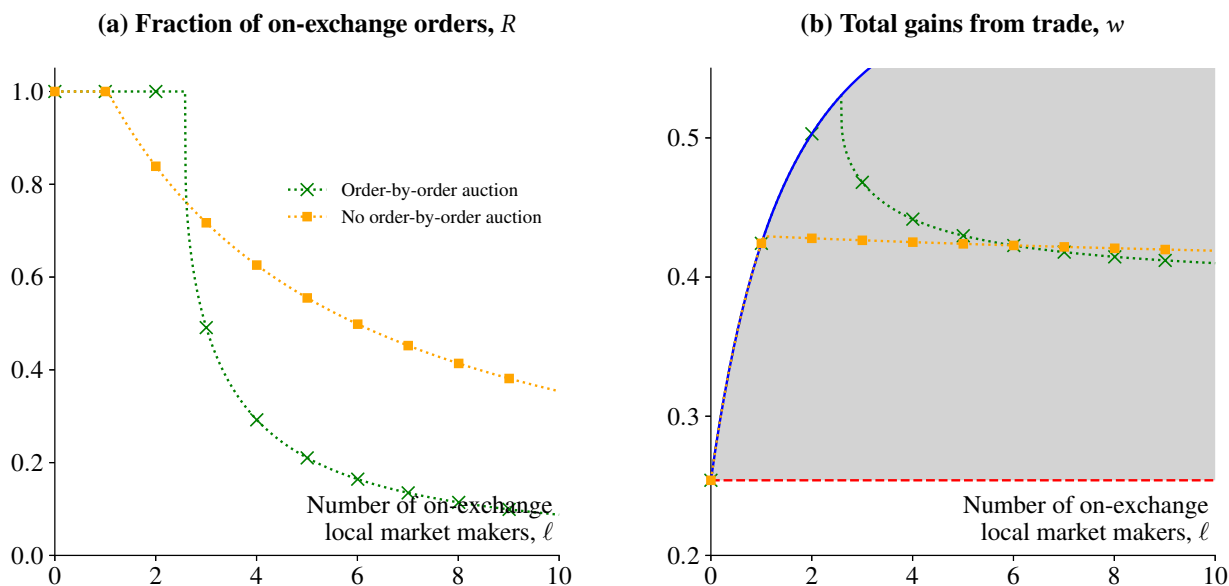 (a) Fraction of on-exchange orders, R
1.0
0.8
0.6
0.4
0.2
0.0
Order-by-order auction
No order-by-order auction
Number of on-exchange
local market makers, ℓ
0 2 4 6 8 10
(b) Total gains from trade, w
0.5
0.4
0.3
0.2
Number of on-exchange
local market makers, ℓ
0 2 4 6 8 10